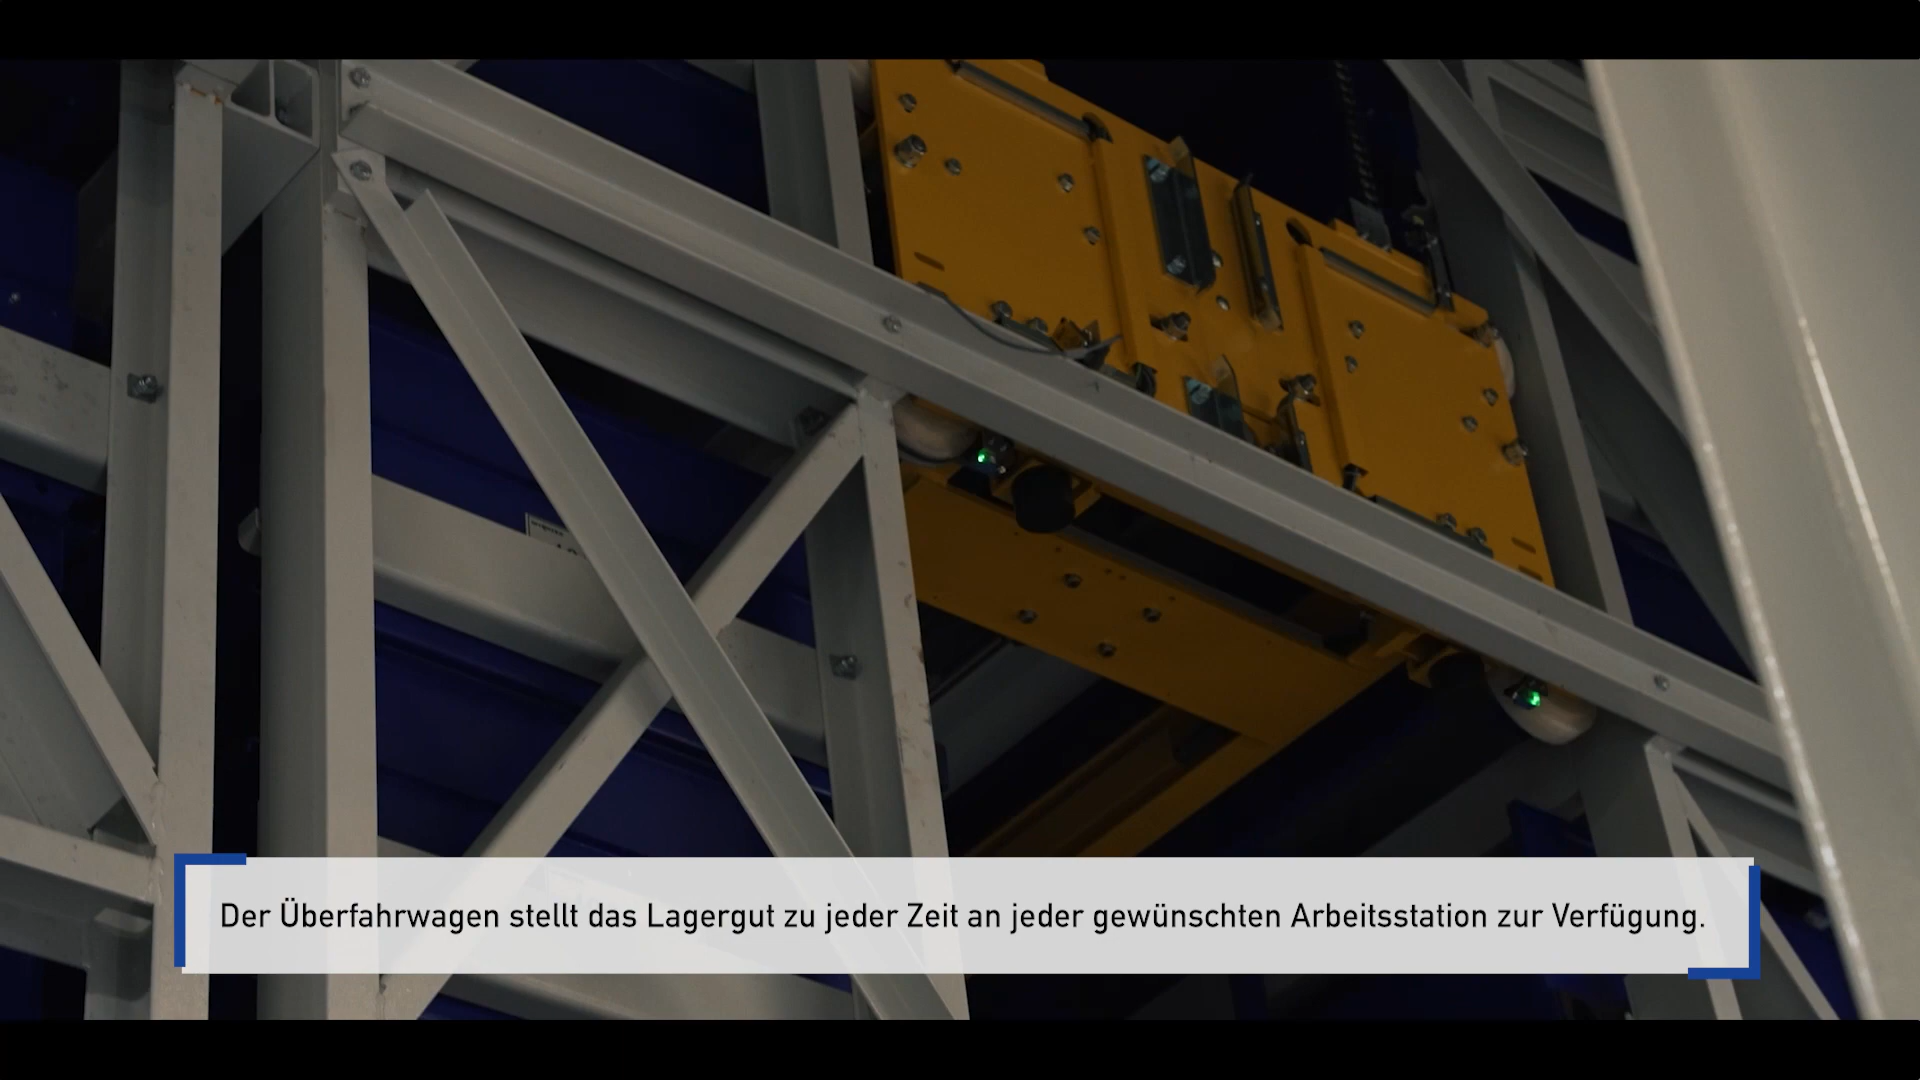 Der Überfahrwagen stellt das Lagergut zu jeder Zeit an jeder gewünschten Arbeitsstation zur Verfügung.